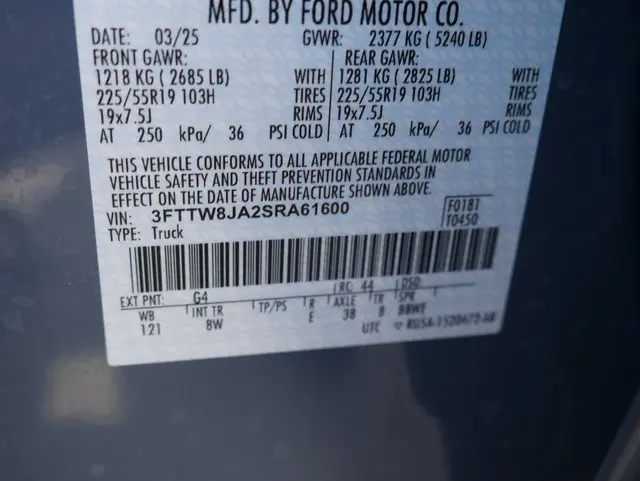 MFD. BY FORD MOTOR CO.
DATE: 03/25 GVWR: 2377 KG ( 5240 LB)
FRONT GAWR: REAR GAWR:
1218 KG ( 2685 LB) WITH 1281 KG ( 2825 LB) WITH
225/55R19 103H TIRES 225/55R19 103H TIRES
19x7.5J RIMS 19x7.5J RIMS
AT 250 kPa/ 36 PSI COLD AT 250 kPa/ 36 PSI COLD
THIS VEHICLE CONFORMS TO ALL APPLICABLE FEDERAL MOTOR
VEHICLE SAFETY AND THEFT PREVENTION STANDARDS IN
EFFECT ON THE DATE OF MANUFACTURE SHOWN ABOVE.
VIN: 3FTTW8JA2SRA61600 F0181
TYPE: Truck T0450
EXT PNT: G4 RC: 44 DSO:
WB INT TR TP/PS R AXLE TR SPR
121 8W E 38 8 BBWE
UTC